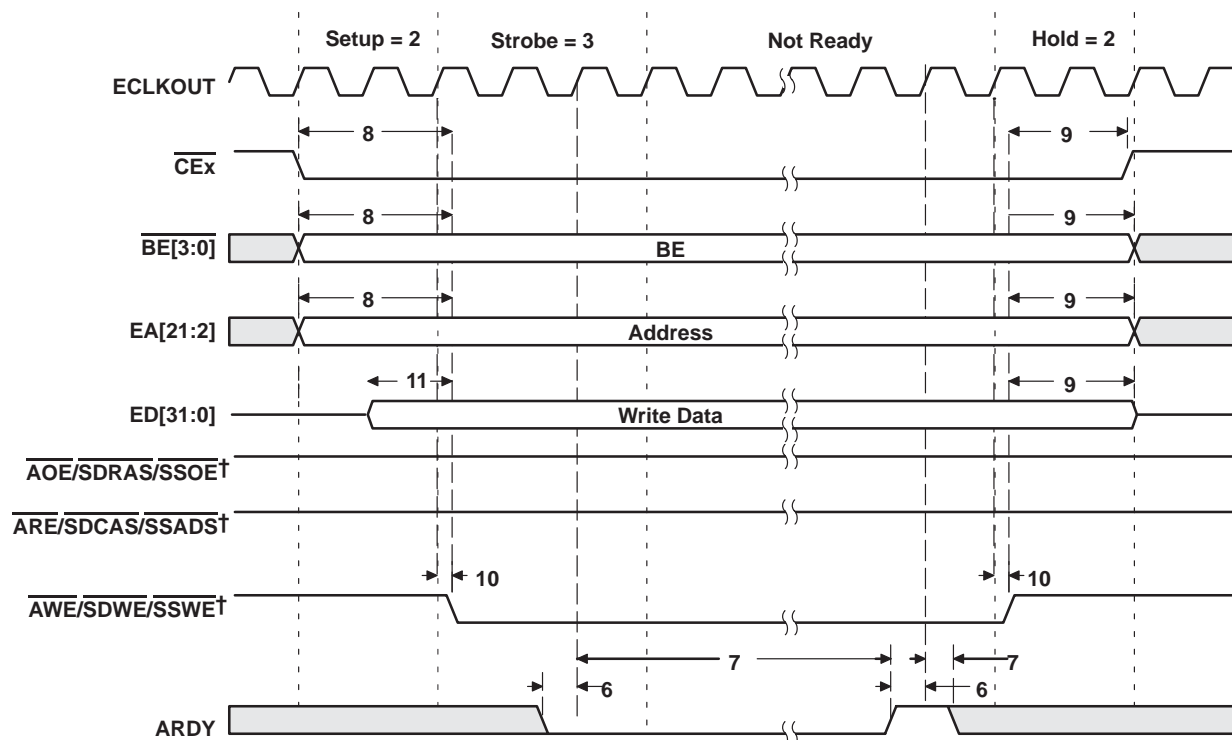 Setup = 2 Strobe = 3 Not Ready Hold = 2
ECLKOUT
8 9
CEx
8 9
BE[3:0] BE
8 9
EA[21:2] Address
11 9
ED[31:0] Write Data
AOE/SDRAS/SSOE†
ARE/SDCAS/SSADS†
10 10
AWE/SDWE/SSWE†
7 7
6 6
ARDY